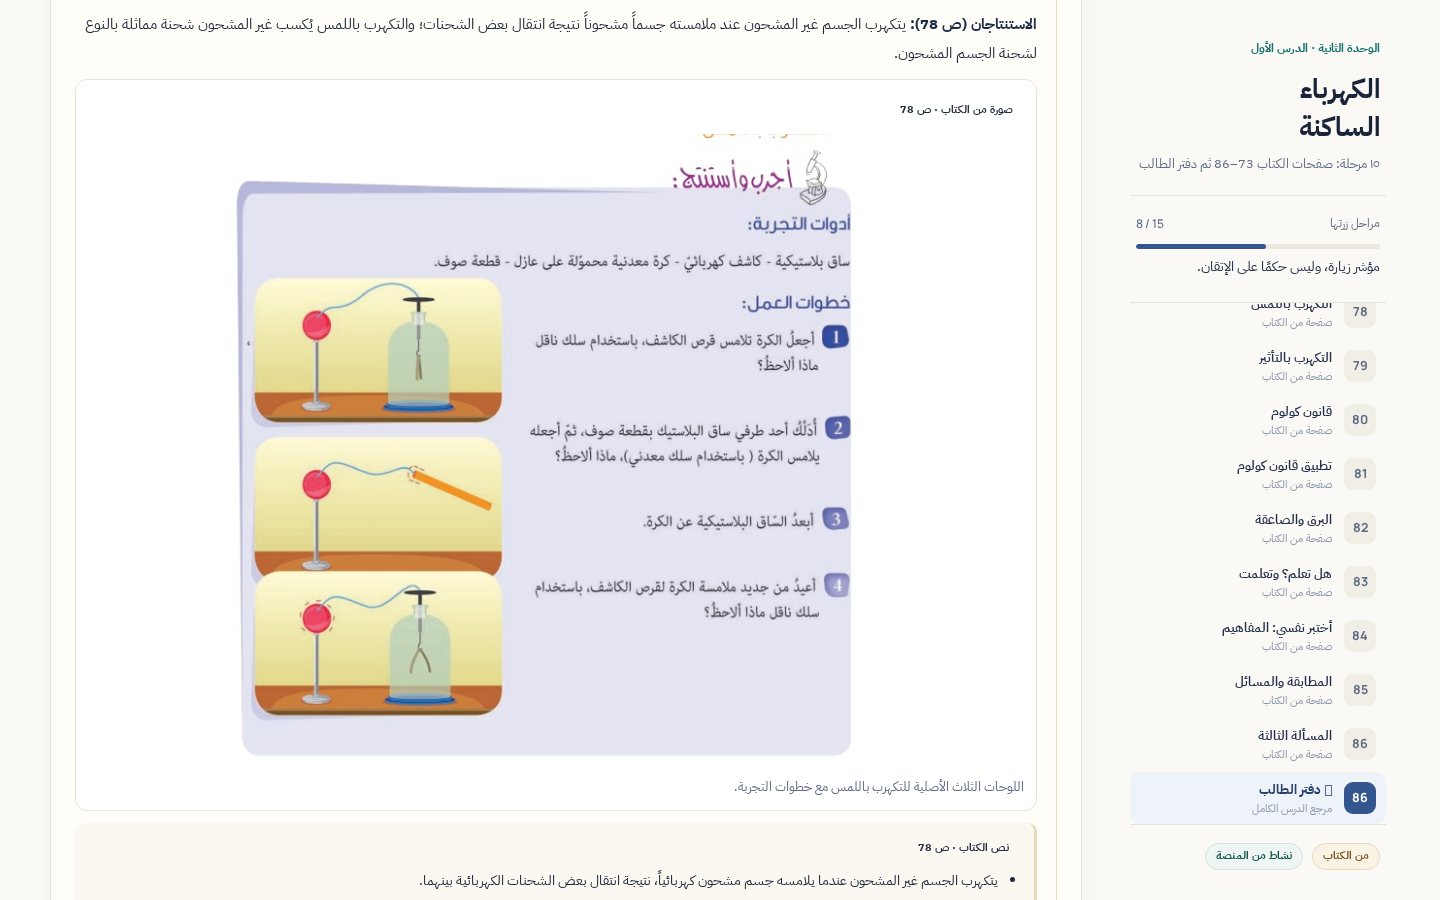 الوحدة الثانية · الدرس الأول
الكهرباء
الساكنة
١٥ مرحلة: صفحات الكتاب 73–86 ثم دفتر الطالب
مراحل زرتها
8 / 15
مؤشر زيارة، وليس حكمًا على الإتقان.
78
التكهرب باللمس
صفحة من الكتاب
79
التكهرب بالتأثير
صفحة من الكتاب
80
قانون كولوم
صفحة من الكتاب
81
تطبيق قانون كولوم
صفحة من الكتاب
82
البرق والصاعقة
صفحة من الكتاب
83
هل تعلم؟ وتعلمت
صفحة من الكتاب
84
أختبر نفسي: المفاهيم
صفحة من الكتاب
85
المطابقة والمسائل
صفحة من الكتاب
86
المسألة الثالثة
صفحة من الكتاب
86
دفتر الطالب
مرجع الدرس الكامل
من الكتاب
نشاط من المنصة
الاستنتاجان (ص 78): يتكهرب الجسم غير المشحون عند ملامسته جسماً مشحوناً نتيجة انتقال بعض الشحنات؛ والتكهرب باللمس يُكسب غير المشحون شحنة مماثلة بالنوع
لشحنة الجسم المشحون.
صورة من الكتاب · ص 78
أجرب وأستنتج:
أدوات التجربة:
ساق بلاستيكية - كاشف كهربائيّ - كرة معدنية محموّلة على عازل - قطعة صوف.
خطوات العمل:
1 أجعلُ الكرة تلامس قرص الكاشف، باستخدام سلك ناقل ،
ماذا ألاحظُ؟
2 أُدَلّكُ أحد طرفي ساق البلاستيك بقطعة صوف، ثمّ أجعله
يلامس الكرة ( باستخدام سلك معدني)، ماذا ألاحظُ؟
3 أبعدُ السّاق البلاستيكية عن الكرة.
4 أعيدُ من جديد ملامسة الكرة لقرص الكاشف، باستخدام
سلك ناقل ماذا ألاحظُ؟
اللوحات الثلاث الأصلية للتكهرب باللمس مع خطوات التجربة.
نص الكتاب · ص 78
• يتكهرب الجسم غير المشحون عندما يلامسه جسم مشحون كهربائياً، نتيجة انتقال بعض الشحنات الكهربائية بينهما.